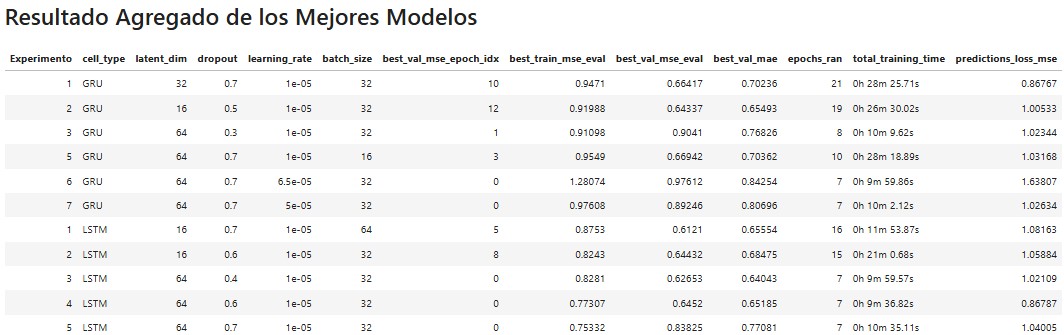 Resultado Agregado de los Mejores Modelos
Experimento cell_type latent_dim dropout learning_rate batch_size best_val_mse_epoch_idx best_train_mse_eval best_val_mse_eval best_val_mae epochs_ran total_training_time predictions_loss_mse
1 GRU 32 0.7 1e-05 32 10 0.9471 0.66417 0.70236 21 0h 28m 25.71s 0.86767
2 GRU 16 0.5 1e-05 32 12 0.91988 0.64337 0.65493 19 0h 26m 30.02s 1.00533
3 GRU 64 0.3 1e-05 32 1 0.91098 0.9041 0.76826 8 0h 10m 9.62s 1.02344
5 GRU 64 0.7 1e-05 16 3 0.9549 0.66942 0.70362 10 0h 28m 18.89s 1.03168
6 GRU 64 0.7 6.5e-05 32 0 1.28074 0.97612 0.84254 7 0h 9m 59.86s 1.63807
7 GRU 64 0.7 5e-05 32 0 0.97608 0.89246 0.80696 7 0h 10m 2.12s 1.02634
1 LSTM 16 0.7 1e-05 64 5 0.8753 0.6121 0.65554 16 0h 11m 53.87s 1.08163
2 LSTM 16 0.6 1e-05 32 8 0.8243 0.64432 0.68475 15 0h 21m 0.68s 1.05884
3 LSTM 64 0.4 1e-05 32 0 0.8281 0.62653 0.64043 7 0h 9m 59.57s 1.02109
4 LSTM 64 0.6 1e-05 32 0 0.77307 0.6452 0.65185 7 0h 9m 36.82s 0.86787
5 LSTM 64 0.7 1e-05 32 0 0.75332 0.83825 0.77081 7 0h 10m 35.11s 1.04005